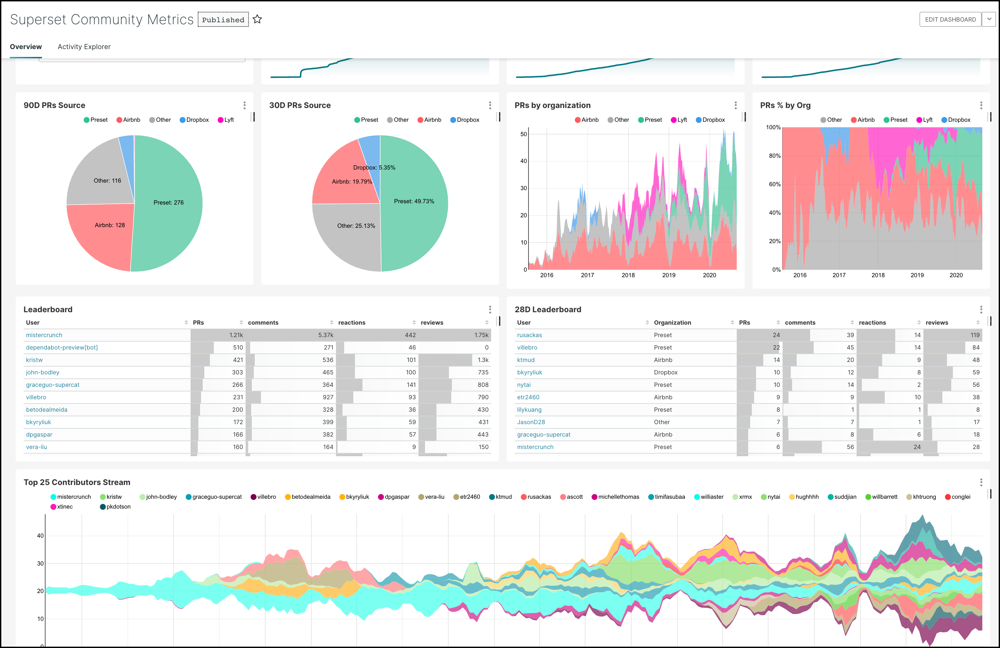 Superset Community Metrics Published EDIT DASHBOARD
Overview Activity Explorer
90D PRs Source
Preset Airbnb Other Dropbox Lyft
Other: 116
Preset: 276
Airbnb: 128
30D PRs Source
Preset Other Airbnb Dropbox
Dropbox: 5.35%
Airbnb: 19.79%
Preset: 49.73%
Other: 25.13%
PRs by organization
Airbnb Other Preset Lyft Dropbox
50
40
30
20
10
0
2016 2017 2018 2019 2020
PRs % by Org
Other Airbnb Preset Lyft Dropbox
100%
80%
60%
40%
20%
0%
2016 2017 2018 2019 2020
Leaderboard
User PRs comments reactions reviews
mistercrunch 1.21k 5.37k 442 1.75k
dependabot-preview[bot] 510 271 46 0
kristw 421 536 101 1.3k
john-bodley 303 465 100 735
graceguo-supercat 266 364 141 808
villebro 231 927 93 790
betodealmeida 200 328 36 430
bkyryliuk 172 399 59 431
dpgaspar 166 382 57 443
vera-liu 160 164 9 150
28D Leaderboard
User Organization PRs comments reactions reviews
rusackas Preset 24 39 14 119
villebro Preset 22 45 14 84
ktmud Airbnb 14 20 9 48
bkyryliuk Dropbox 10 12 8 59
nytai Preset 10 14 2 56
etr2460 Airbnb 9 9 10 38
lilykuang Preset 8 1 1 8
JasonD28 Other 7 7 1 17
graceguo-supercat Airbnb 6 8 6 18
mistercrunch Preset 6 56 24 28
Top 25 Contributors Stream
mistercrunch kristw john-bodley graceguo-supercat villebro betodealmeida bkyryliuk dpgaspar vera-liu etr2460 ktmud rusackas ascott michellethomas timifasubaa williaster xrmx nytai hughhhh suddjian willbarrett khtruong conglei
xtinec pkdotson
40
30
20
10
0